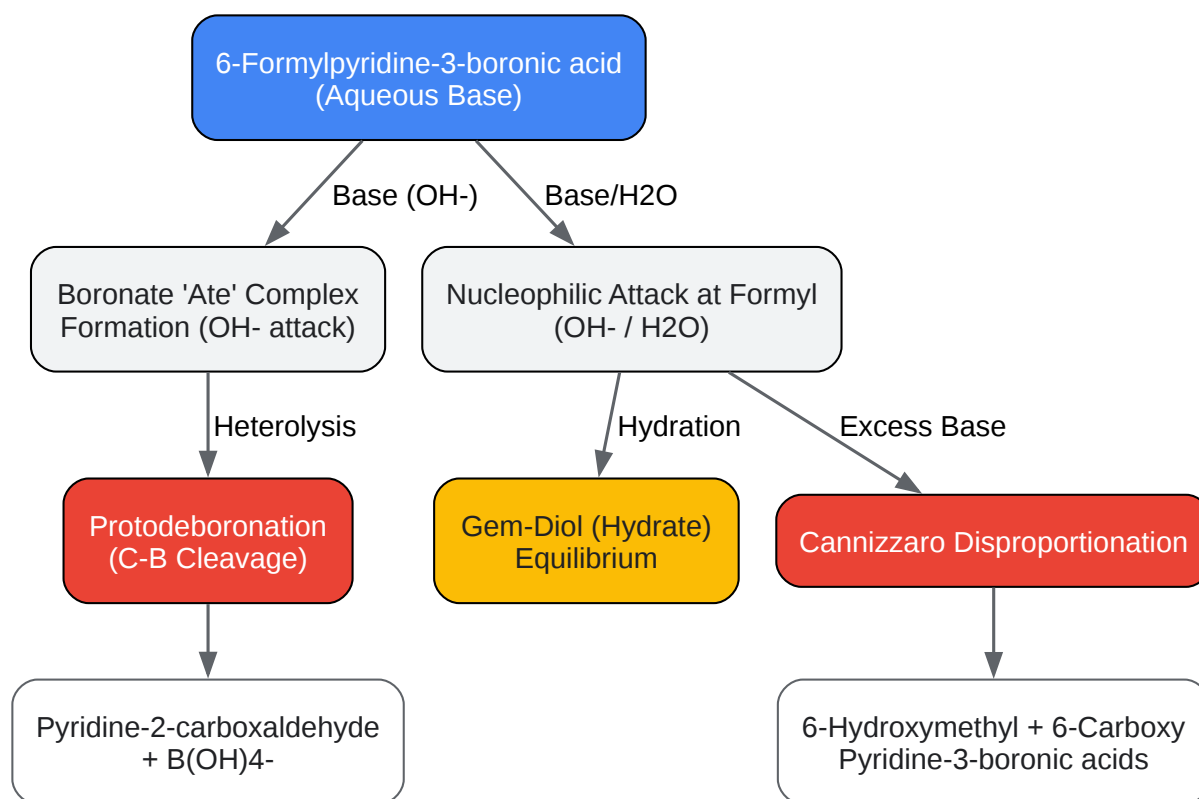 6-Formylpyridine-3-boronic acid
(Aqueous Base)
Base (OH-)
Base/H2O
Boronate 'Ate' Complex
Formation (OH- attack)
Nucleophilic Attack at Formyl
(OH- / H2O)
Heterolysis
Hydration
Excess Base
Protodeboronation
(C-B Cleavage)
Gem-Diol (Hydrate)
Equilibrium
Cannizzaro Disproportionation
Pyridine-2-carboxaldehyde
+ B(OH)4-
6-Hydroxymethyl + 6-Carboxy
Pyridine-3-boronic acids